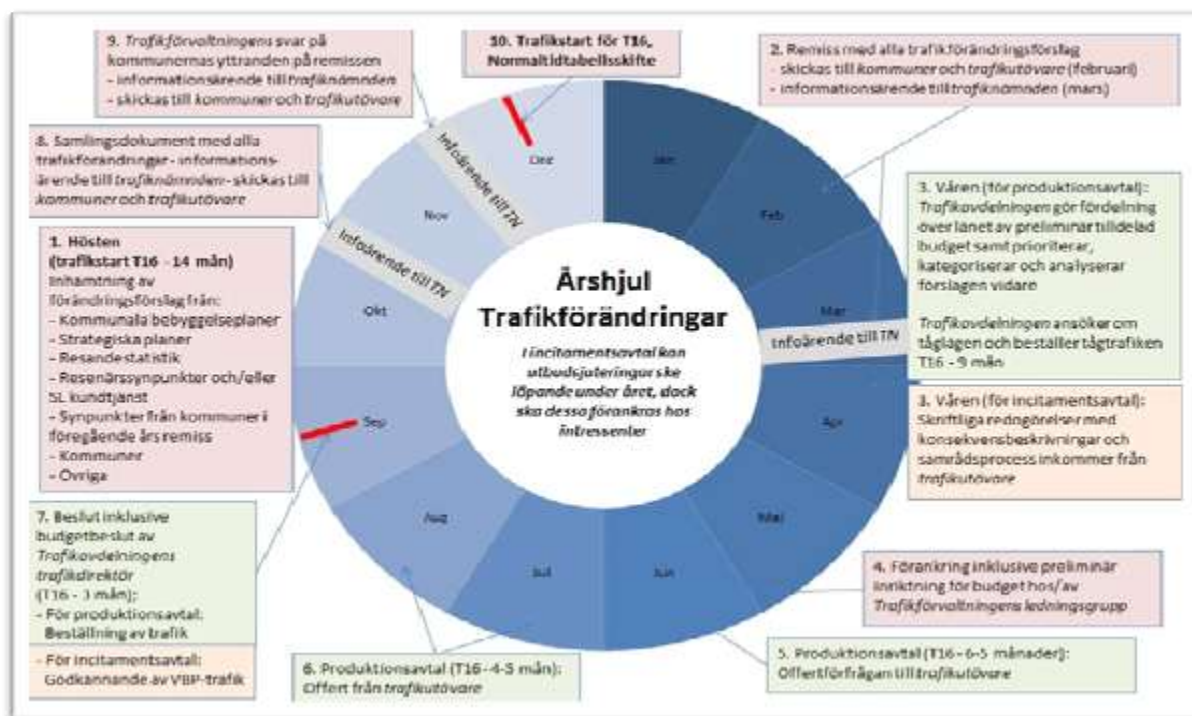 9. Trafikförvaltningens svar på
kommunernas yttranden på remissen
- informationsärende till trafiknämnden
- skickas till kommuner och trafikutövare
10. Trafikstart för T16,
Normaltidtabellsskifte
2. Remiss med alla trafikförändringsförslag
- skickas till kommuner och trafikutövare (februari)
- informationsärende till trafiknämnden (mars)
8. Samlingsdokument med alla
trafikförändringar - informations-
ärende till trafiknämnden - skickas till
kommuner och trafikutövare
3. Våren (för produktionsavtal):
Trafikavdelningen gör fördelning
över länet av preliminär tilldelad
budget samt prioriterar,
kategoriserar och analyserar
förslagen vidare
Trafikavdelningen ansöker om
tåglägen och beställer tågtrafiken
T16 - 9 mån
1. Hösten
(trafikstart T16 - 14 mån)
Inhämtning av
förändringsförslag från:
- Kommunala bebyggelseplaner
- Strategiska planer
- Resandestatistik
- Resenärssynpunkter och/eller
SL kundtjänst
- Synpunkter från kommuner i
föregående års remiss
- Kommuner
- Övriga
3. Våren (för incitamentsavtal):
Skriftliga redogörelser med
konsekvensbeskrivningar och
samrådsprocess inkommer från
trafikutövare
7. Beslut inklusive
budgetbeslut av
Trafikavdelningens
trafikdirektör
(T16 - 3 mån):
- För produktionsavtal:
Beställning av trafik
- För incitamentsavtal:
Godkännande av VBP-trafik
4. Förankring inklusive preliminär
inriktning för budget hos/av
Trafikförvaltningens ledningsgrupp
5. Produktionsavtal (T16 - 6-5 månader):
Offertförfrågan till trafikutövare
6. Produktionsavtal (T16 - 4-5 mån):
Offert från trafikutövare
Årshjul
Trafikförändringar
I incitamentsavtal kan
utbudsjusteringar ske
löpande under året, dock
ska dessa förankras hos
intressenter
Jan
Feb
Mar
Infoärende till TN
Apr
Maj
Jun
Jul
Aug
Sep
Okt
Infoärende till TN
Nov
Infoärende till TN
Dec